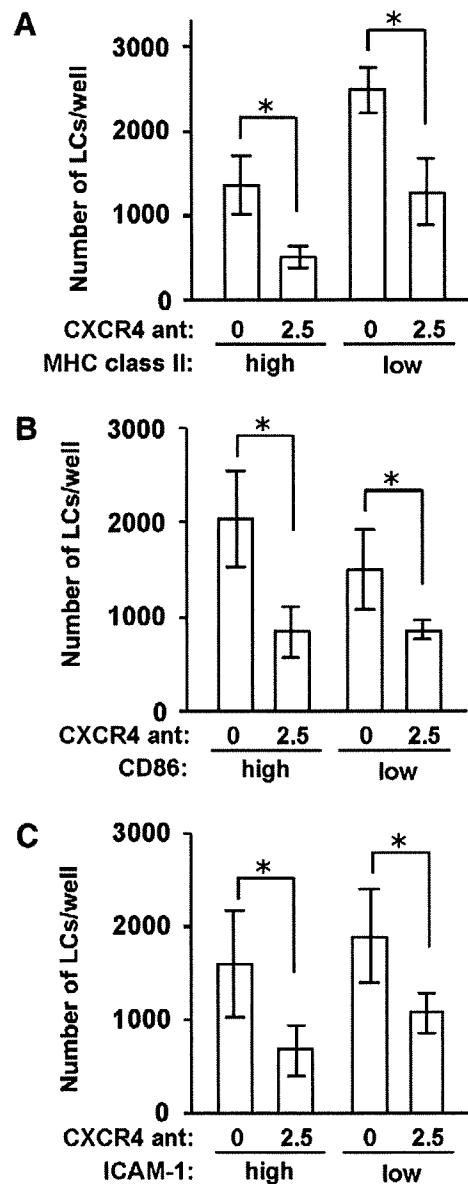 A
Number of LCs/well
3000
2000
1000
0
*
*
CXCR4 ant: 0 2.5 0 2.5
MHC class II: high low
B
Number of LCs/well
3000
2000
1000
0
*
*
CXCR4 ant: 0 2.5 0 2.5
CD86: high low
C
Number of LCs/well
3000
2000
1000
0
*
*
CXCR4 ant: 0 2.5 0 2.5
ICAM-1: high low